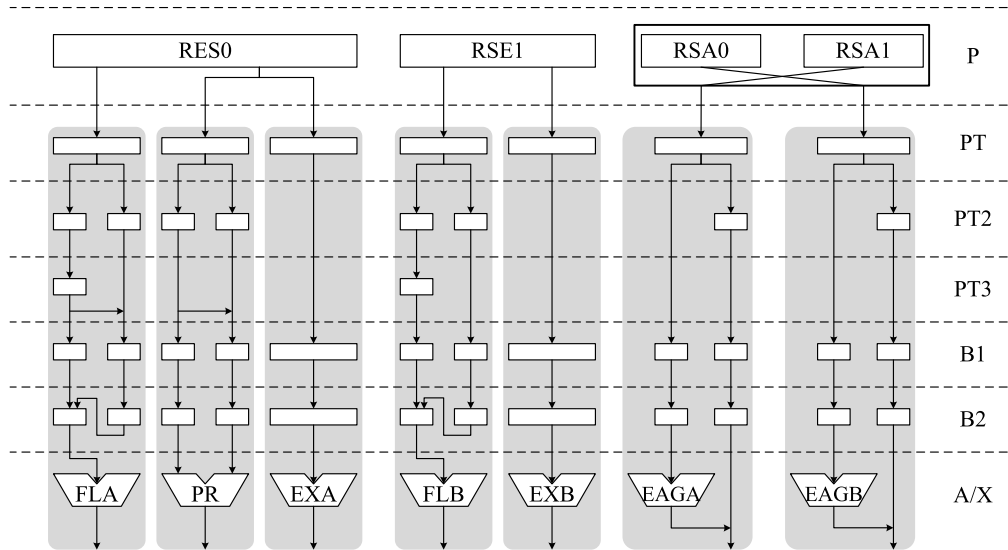 RES0
RSE1
RSA0
RSA1
P
PT
PT2
PT3
B1
B2
FLA
PR
EXA
FLB
EXB
EAGA
EAGB
A/X